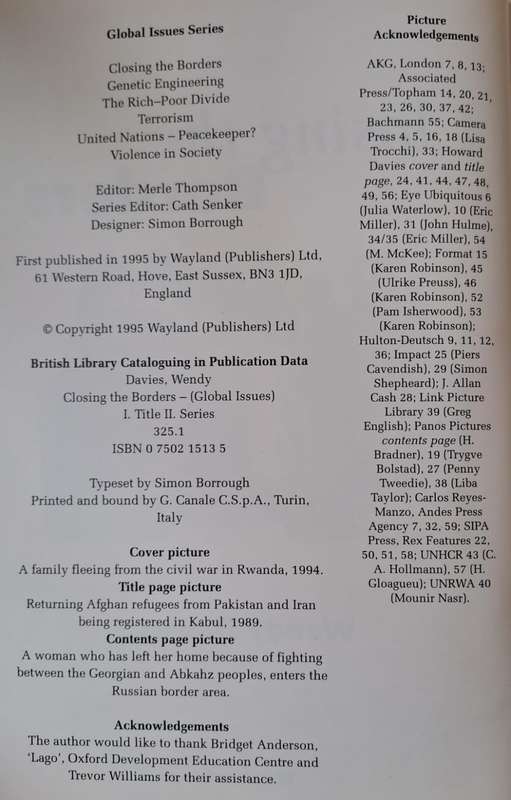 Global Issues Series
Closing the Borders
Genetic Engineering
The Rich–Poor Divide
Terrorism
United Nations – Peacekeeper?
Violence in Society
Editor: Merle Thompson
Series Editor: Cath Senker
Designer: Simon Borrough
First published in 1995 by Wayland (Publishers) Ltd,
61 Western Road, Hove, East Sussex, BN3 1JD,
England
© Copyright 1995 Wayland (Publishers) Ltd
British Library Cataloguing in Publication Data
Davies, Wendy
Closing the Borders – (Global Issues)
I. Title II. Series
325.1
ISBN 0 7502 1513 5
Typeset by Simon Borrough
Printed and bound by G. Canale C.S.p.A., Turin,
Italy
Cover picture
A family fleeing from the civil war in Rwanda, 1994.
Title page picture
Returning Afghan refugees from Pakistan and Iran
being registered in Kabul, 1989.
Contents page picture
A woman who has left her home because of fighting
between the Georgian and Abkahz peoples, enters the
Russian border area.
Acknowledgements
The author would like to thank Bridget Anderson,
‘Lago’, Oxford Development Education Centre and
Trevor Williams for their assistance.
Picture
Acknowledgements
AKG, London 7, 8, 13;
Associated
Press/Topham 14, 20, 21,
23, 26, 30, 37, 42;
Bachmann 55; Camera
Press 4, 5, 16, 18 (Lisa
Trocchi), 33; Howard
Davies cover and title
page, 24, 41, 44, 47, 48,
49, 56; Eye Ubiquitous 6
(Julia Waterlow), 10 (Eric
Miller), 31 (John Hulme),
34/35 (Eric Miller), 54
(M. McKee); Format 15
(Karen Robinson), 45
(Ulrike Preuss), 46
(Karen Robinson), 52
(Pam Isherwood), 53
(Karen Robinson);
Hulton-Deutsch 9, 11, 12,
36; Impact 25 (Piers
Cavendish), 29 (Simon
Shepheard); J. Allan
Cash 28; Link Picture
Library 39 (Greg
English); Panos Pictures
contents page (H.
Bradner), 19 (Trygve
Bolstad), 27 (Penny
Tweedie), 38 (Liba
Taylor); Carlos Reyes-
Manzo, Andes Press
Agency 7, 32, 59; SIPA
Press, Rex Features 22,
50, 51, 58; UNHCR 43 (C.
A. Hollmann), 57 (H.
Gloagueu); UNRWA 40
(Mounir Nasr).